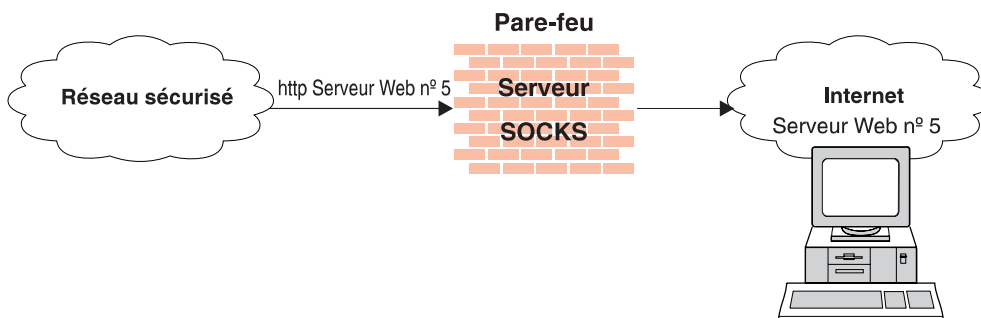 Pare-feu
Réseau sécurisé
http Serveur Web nº 5
Serveur
SOCKS
Internet
Serveur Web nº 5